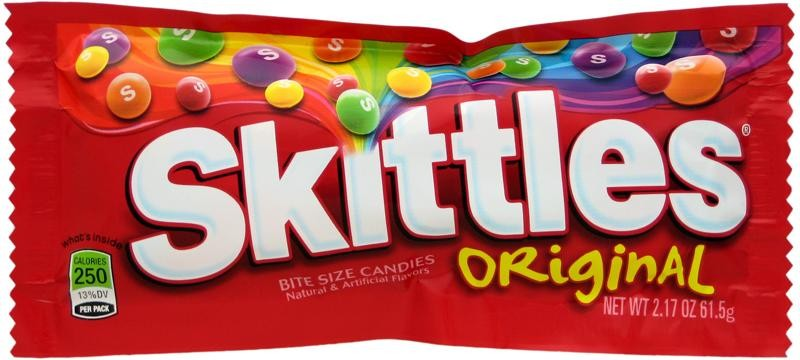 Skittles®
ORiginAL
what's inside
CALORIES
250
13%DV
PER PACK
BITE SIZE CANDIES
Natural & Artificial Flavors
NET WT 2.17 OZ 61.5g
S
S
S
S
S
S
S
S
S
S
S
S
S
S